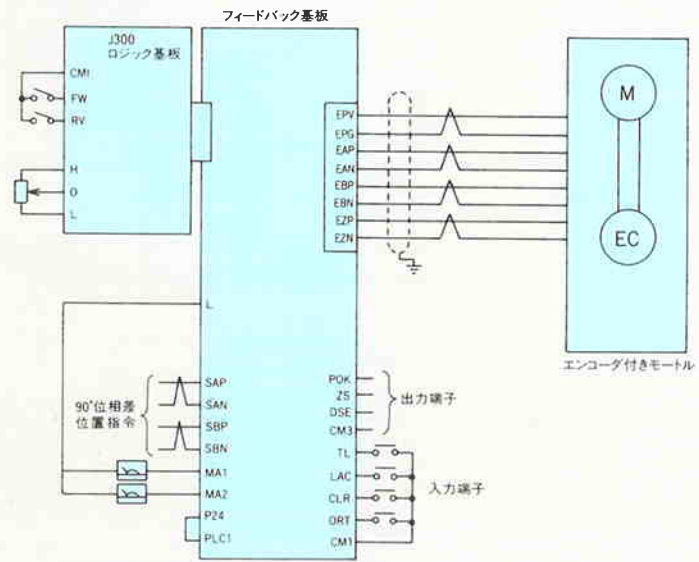 フィードバック基板
J300
ロジック基板
CM1
FW
RV
H
O
L
EPV
EPG
EAP
EAN
EBP
EBN
EZP
EZN
M
EC
エンコーダ付きモートル
L
SAP
SAN
SBP
SBN
90°位相差
位置指令
MA1
MA2
P24
PLC1
POK
ZS
DSE
CM3
出力端子
TL
LAC
CLR
ORT
CM1
入力端子